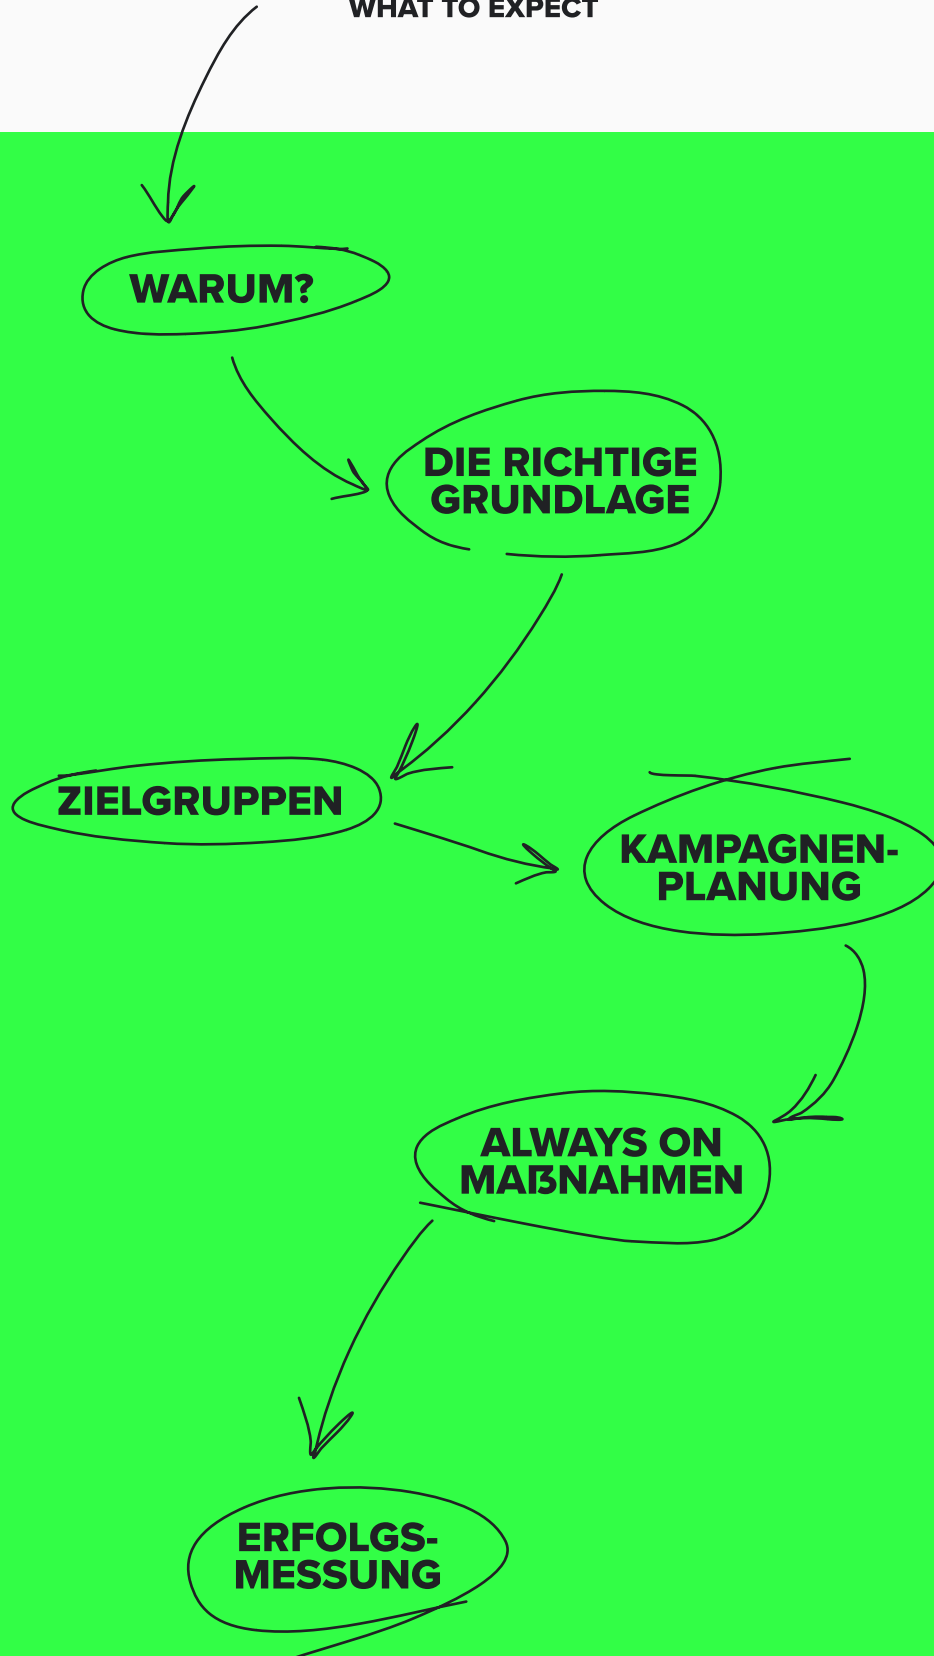 WHAT TO EXPECT
WARUM?
DIE RICHTIGE
GRUNDLAGE
ZIELGRUPPEN
KAMPAGNEN-
PLANUNG
ALWAYS ON
MAẞNAHMEN
ERFOLGS-
MESSUNG